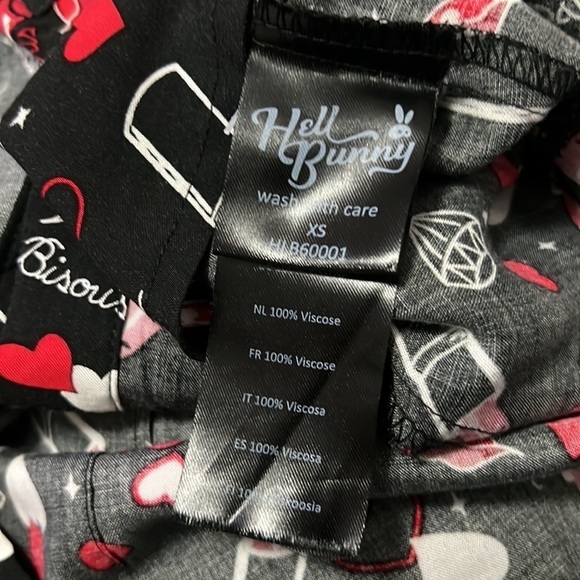 Hell
Bunny
wash with care
XS
HLB60001
NL 100% Viscose
FR 100% Viscose
IT 100% Viscosa
ES 100% Viscosa
Bisous